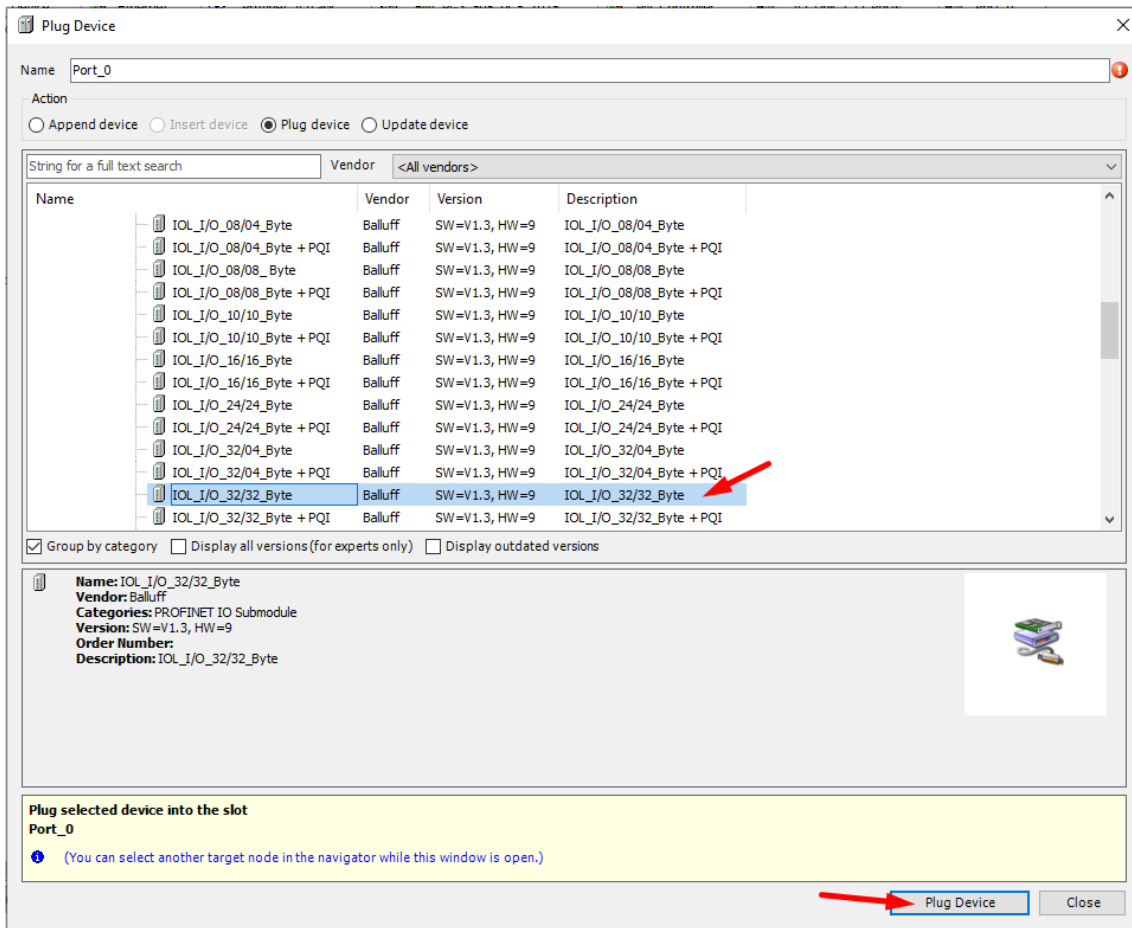 Plug Device
Name Port_0
Action
Append device Insert device Plug device Update device
String for a full text search Vendor <All vendors>
Name Vendor Version Description
IOL_I/O_08/04_Byte Balluff SW=V1.3, HW=9 IOL_I/O_08/04_Byte
IOL_I/O_08/04_Byte + PQI Balluff SW=V1.3, HW=9 IOL_I/O_08/04_Byte + PQI
IOL_I/O_08/08_ Byte Balluff SW=V1.3, HW=9 IOL_I/O_08/08_Byte
IOL_I/O_08/08_Byte + PQI Balluff SW=V1.3, HW=9 IOL_I/O_08/08_Byte + PQI
IOL_I/O_10/10_Byte Balluff SW=V1.3, HW=9 IOL_I/O_10/10_Byte
IOL_I/O_10/10_Byte + PQI Balluff SW=V1.3, HW=9 IOL_I/O_10/10_Byte + PQI
IOL_I/O_16/16_Byte Balluff SW=V1.3, HW=9 IOL_I/O_16/16_Byte
IOL_I/O_16/16_Byte + PQI Balluff SW=V1.3, HW=9 IOL_I/O_16/16_Byte + PQI
IOL_I/O_24/24_Byte Balluff SW=V1.3, HW=9 IOL_I/O_24/24_Byte
IOL_I/O_24/24_Byte + PQI Balluff SW=V1.3, HW=9 IOL_I/O_24/24_Byte + PQI
IOL_I/O_32/04_Byte Balluff SW=V1.3, HW=9 IOL_I/O_32/04_Byte
IOL_I/O_32/04_Byte + PQI Balluff SW=V1.3, HW=9 IOL_I/O_32/04_Byte + PQI
IOL_I/O_32/32_Byte Balluff SW=V1.3, HW=9 IOL_I/O_32/32_Byte
IOL_I/O_32/32_Byte + PQI Balluff SW=V1.3, HW=9 IOL_I/O_32/32_Byte + PQI
Group by category Display all versions (for experts only) Display outdated versions
Name: IOL_I/O_32/32_Byte
Vendor: Balluff
Categories: PROFINET IO Submodule
Version: SW=V1.3, HW=9
Order Number:
Description: IOL_I/O_32/32_Byte
Plug selected device into the slot
Port_0
(You can select another target node in the navigator while this window is open.)
Plug Device Close